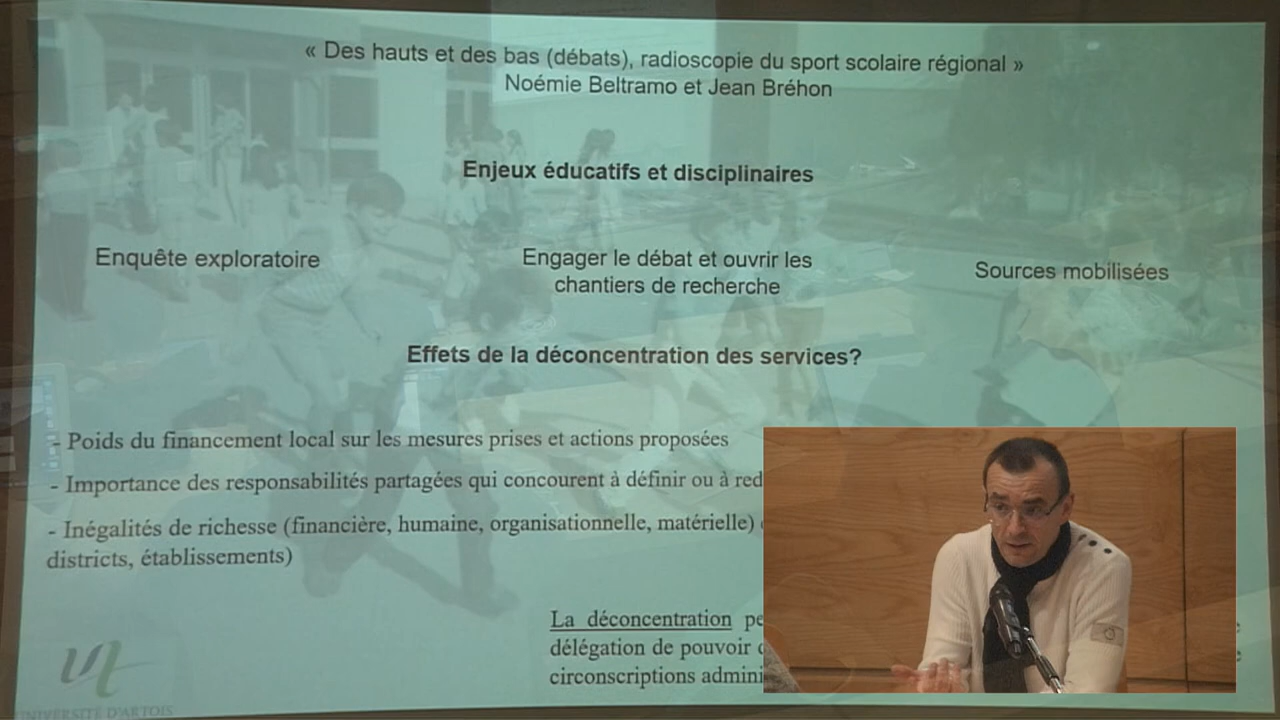 « Des hauts et des bas (débats), radioscopie du sport scolaire régional »
Noémie Beltramo et Jean Bréhon
Enjeux éducatifs et disciplinaires
Enquête exploratoire
Engager le débat et ouvrir les
chantiers de recherche
Sources mobilisées
Effets de la déconcentration des services?
- Poids du financement local sur les mesures prises et actions proposées
- Importance des responsabilités partagées qui concourent à définir ou à red
- Inégalités de richesse (financière, humaine, organisationnelle, matérielle)
districts, établissements)
La déconcentration pe
délégation de pouvoir
circonscriptions admini
UNIVERSITÉ D'ARTOIS